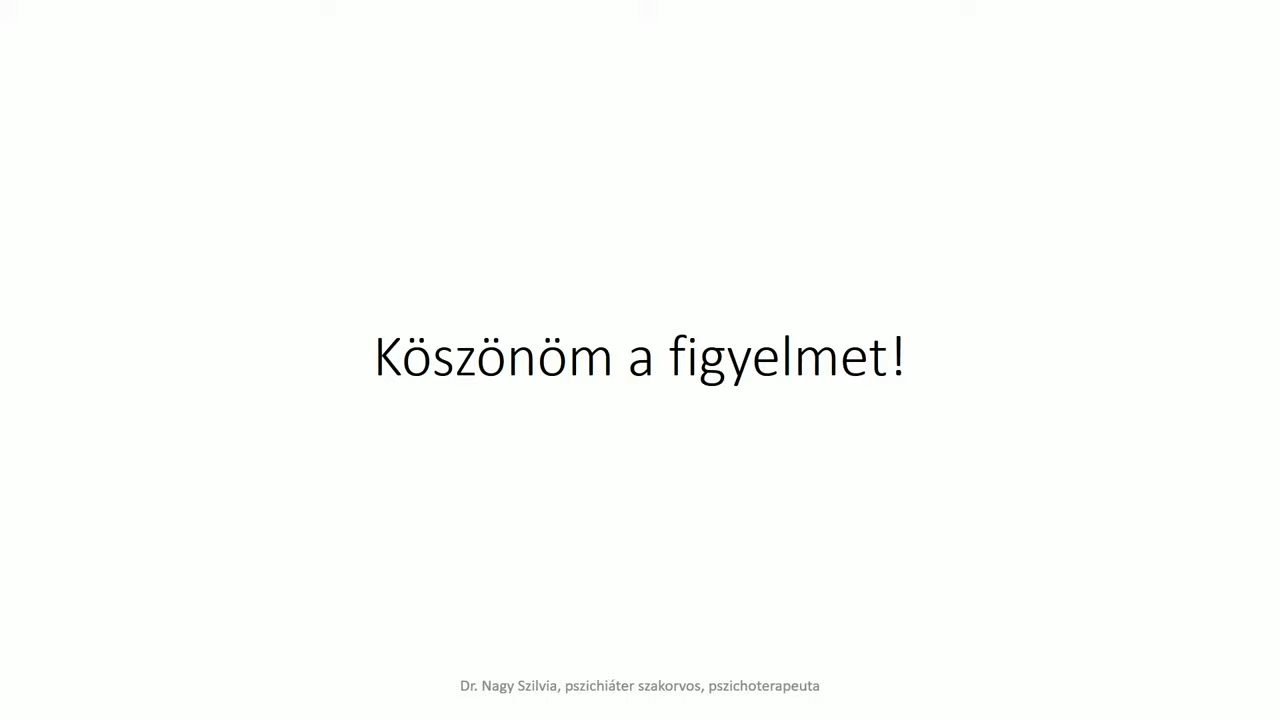 Köszönöm a figyelmet!
Dr. Nagy Szilvia, pszichiáter szakorvos, pszichoterapeuta